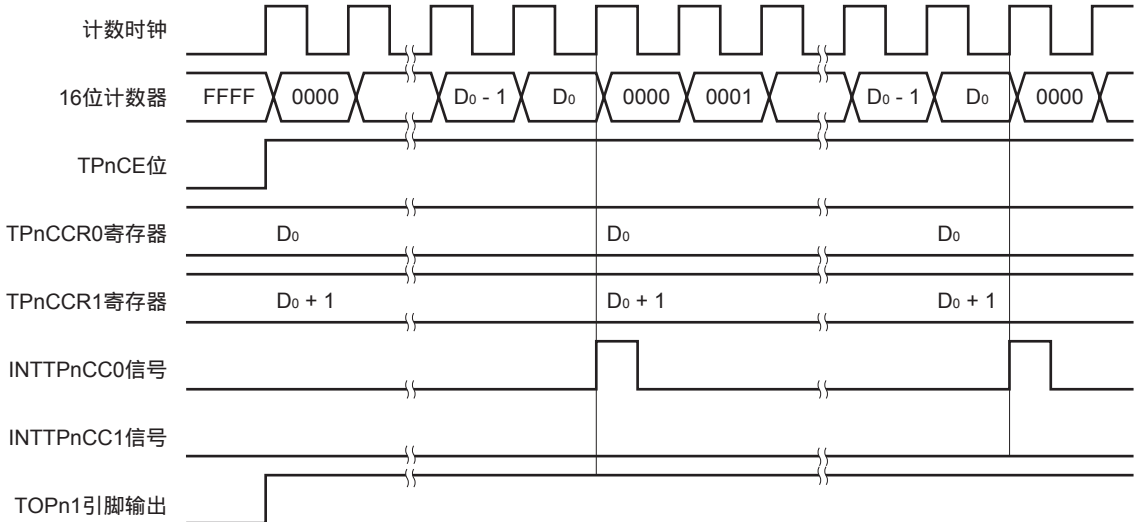 计数时钟
16位计数器 FFFF 0000 D0 - 1 D0 0000 0001 D0 - 1 D0 0000
TPnCE位
TPnCCR0寄存器 D0 D0 D0
TPnCCR1寄存器 D0 + 1 D0 + 1 D0 + 1
INTTPnCC0信号
INTTPnCC1信号
TOPn1引脚输出